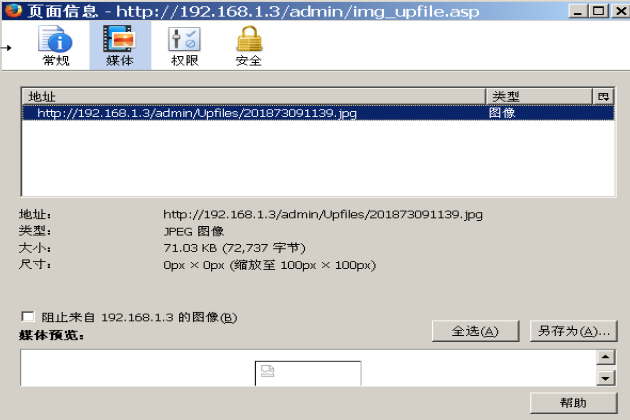 页面信息 - http://192.168.1.3/admin/img_upfile.asp
常规 媒体 权限 安全
地址 类型
http://192.168.1.3/admin/Upfiles/201873091139.jpg 图像
地址: http://192.168.1.3/admin/Upfiles/201873091139.jpg
类型: JPEG 图像
大小: 71.03 KB (72,737 字节)
尺寸: 0px × 0px (缩放至 100px × 100px)
阻止来自 192.168.1.3 的图像(B)
媒体预览: 全选(A) 另存为(A)...
帮助